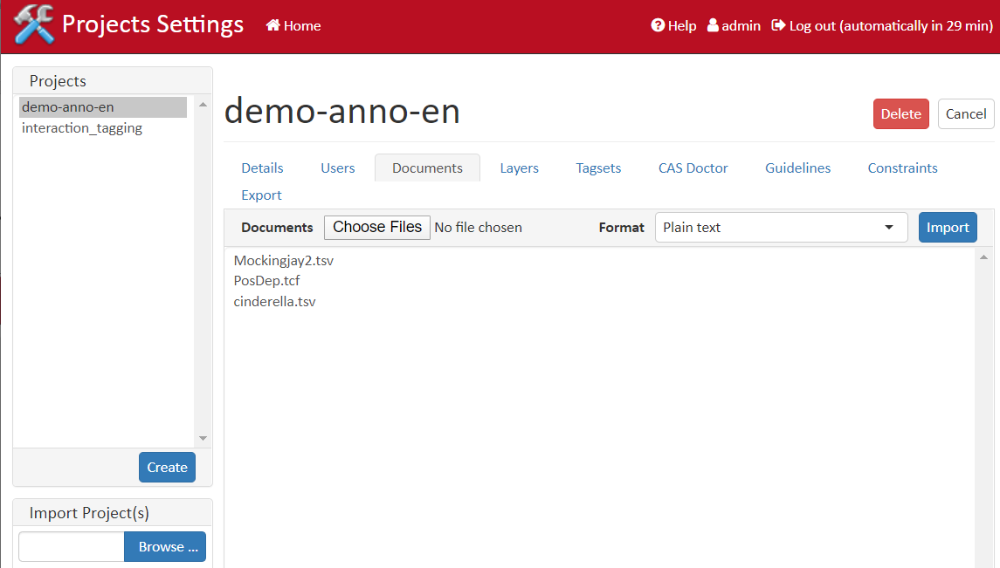 Projects Settings Home Help admin Log out (automatically in 29 min)
Projects
demo-anno-en
interaction_tagging
Create
Import Project(s)
Browse ...
demo-anno-en Delete Cancel
Details Users Documents Layers Tagsets CAS Doctor Guidelines Constraints
Export
Documents Choose Files No file chosen Format Plain text Import
Mockingjay2.tsv
PosDep.tcf
cinderella.tsv